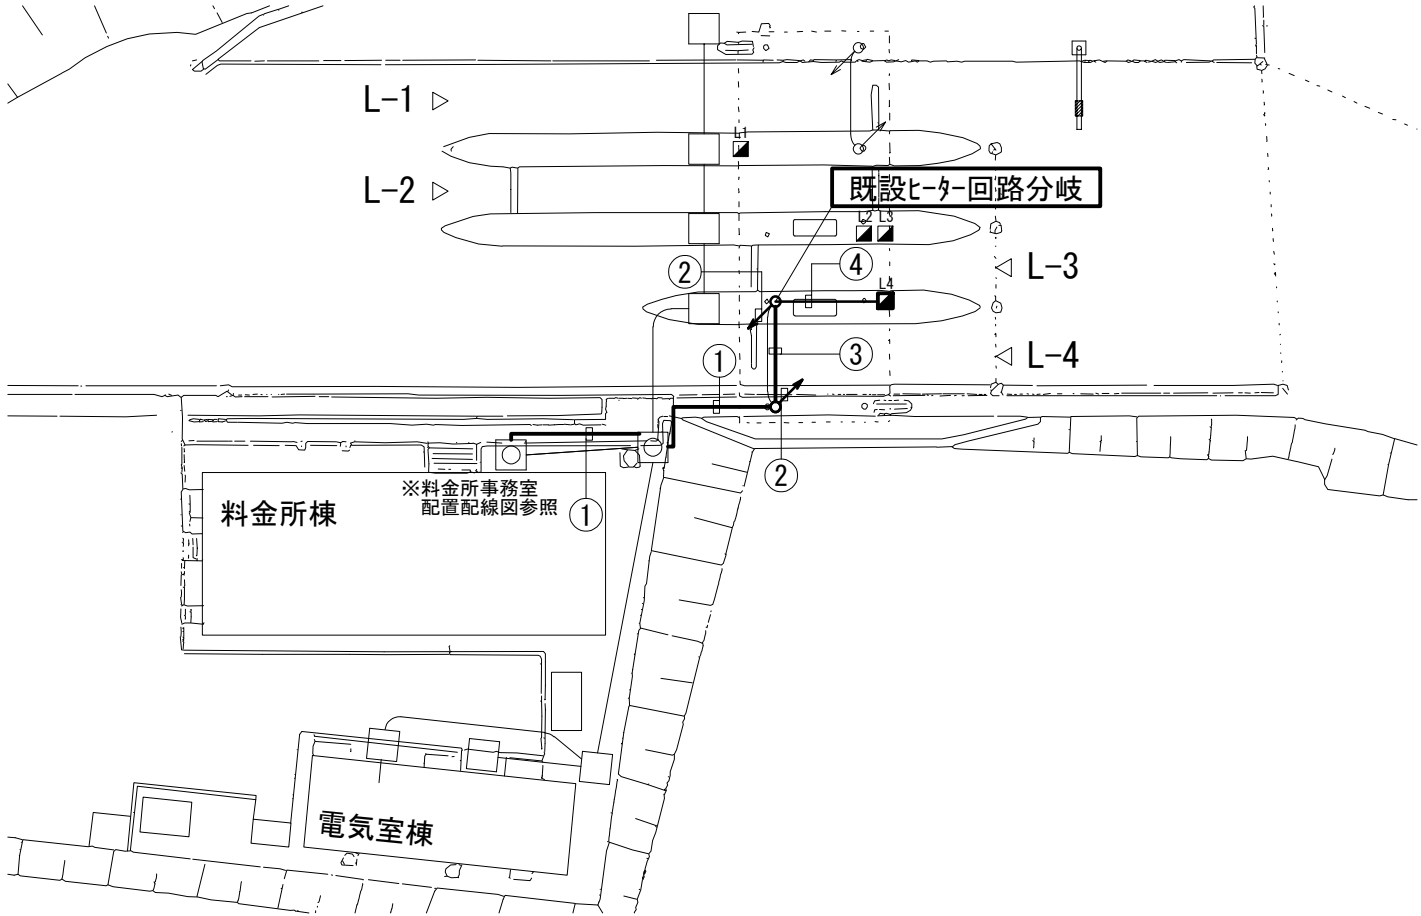 L-1
L1
L-2
既設ヒーター回路分岐
L2 L3
L-3
②
④
L4
①
③
L-4
②
※料金所事務室
配置配線図参照
①
料金所棟
電気室棟